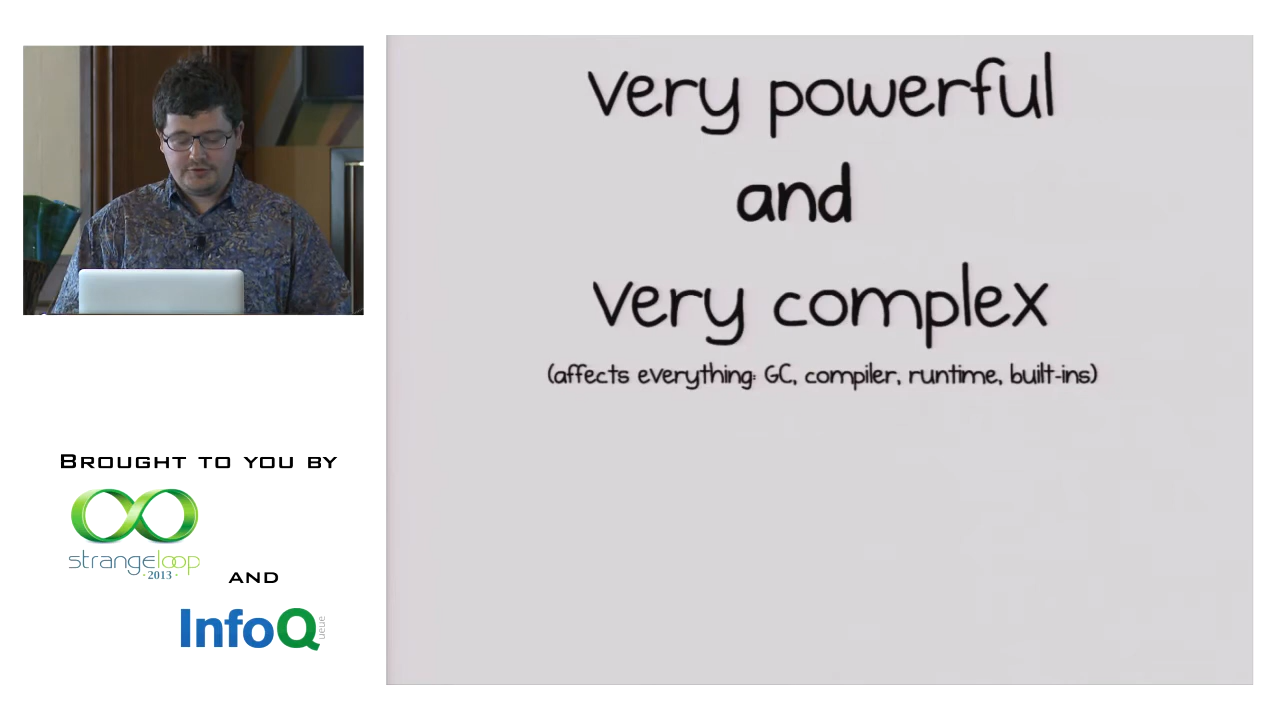 very powerful
and
very complex
(affects everything: GC, compiler, runtime, built-ins)
BROUGHT TO YOU BY
strangeloop
· 2013 ·
AND
InfoQ
ueue